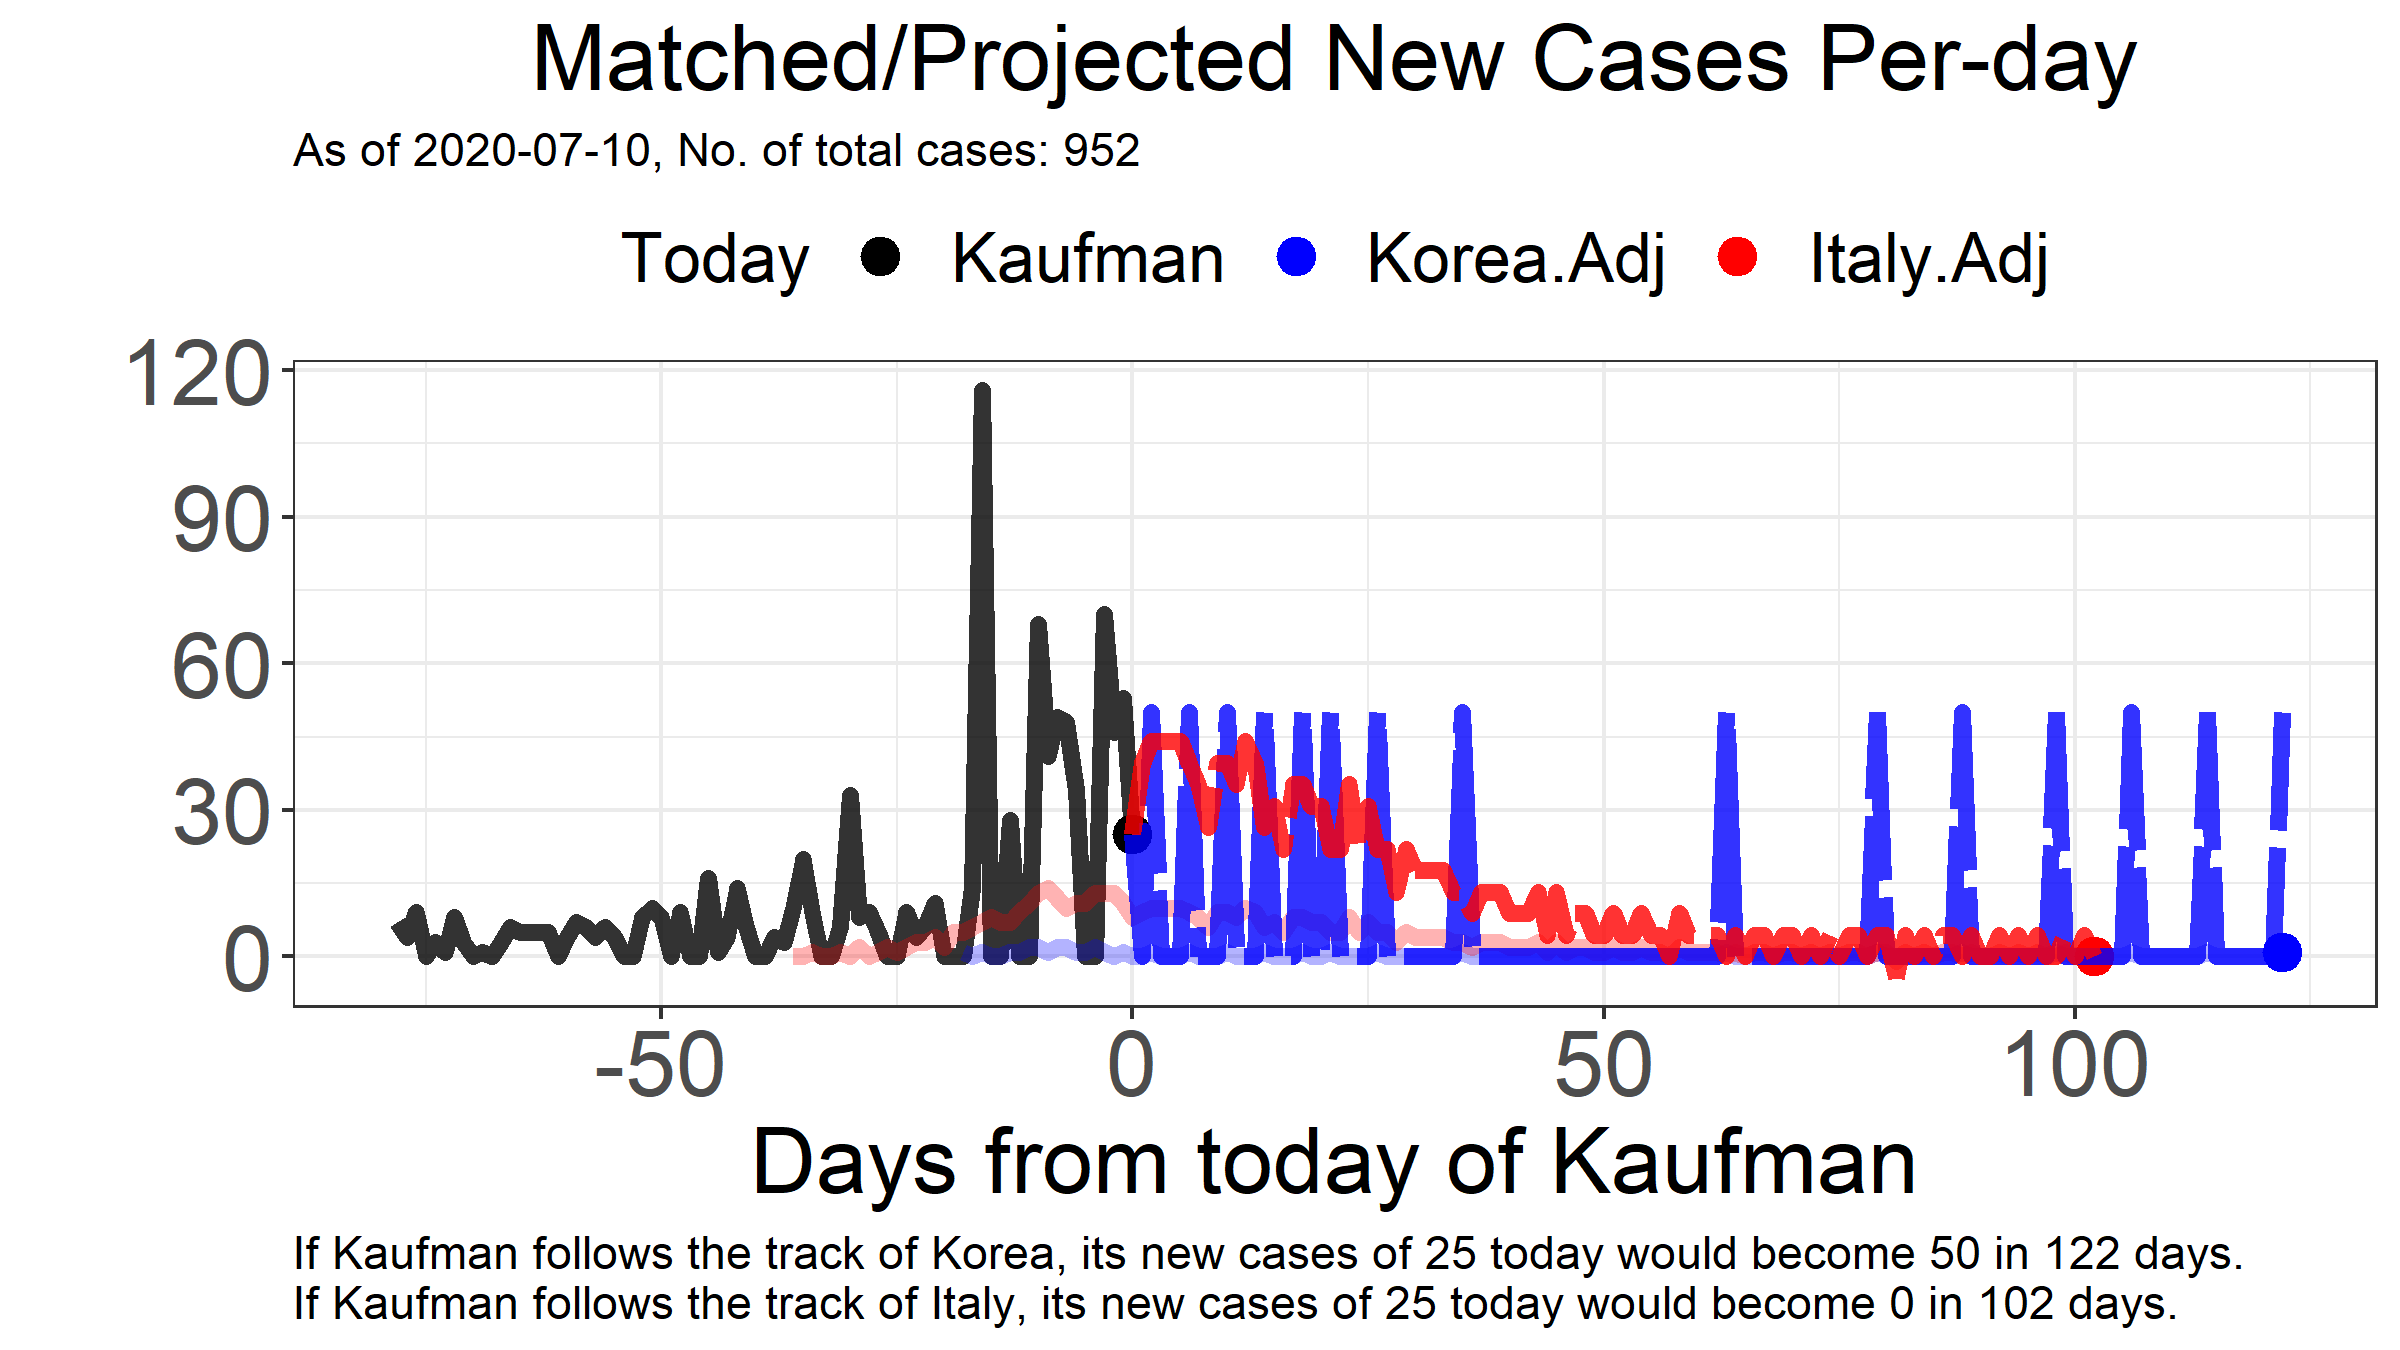 Matched/Projected New Cases Per-day
As of 2020-07-10, No. of total cases: 952
Today Kaufman Korea.Adj Italy.Adj
120
90
60
30
0
-50 0 50 100
Days from today of Kaufman
If Kaufman follows the track of Korea, its new cases of 25 today would become 50 in 122 days.
If Kaufman follows the track of Italy, its new cases of 25 today would become 0 in 102 days.